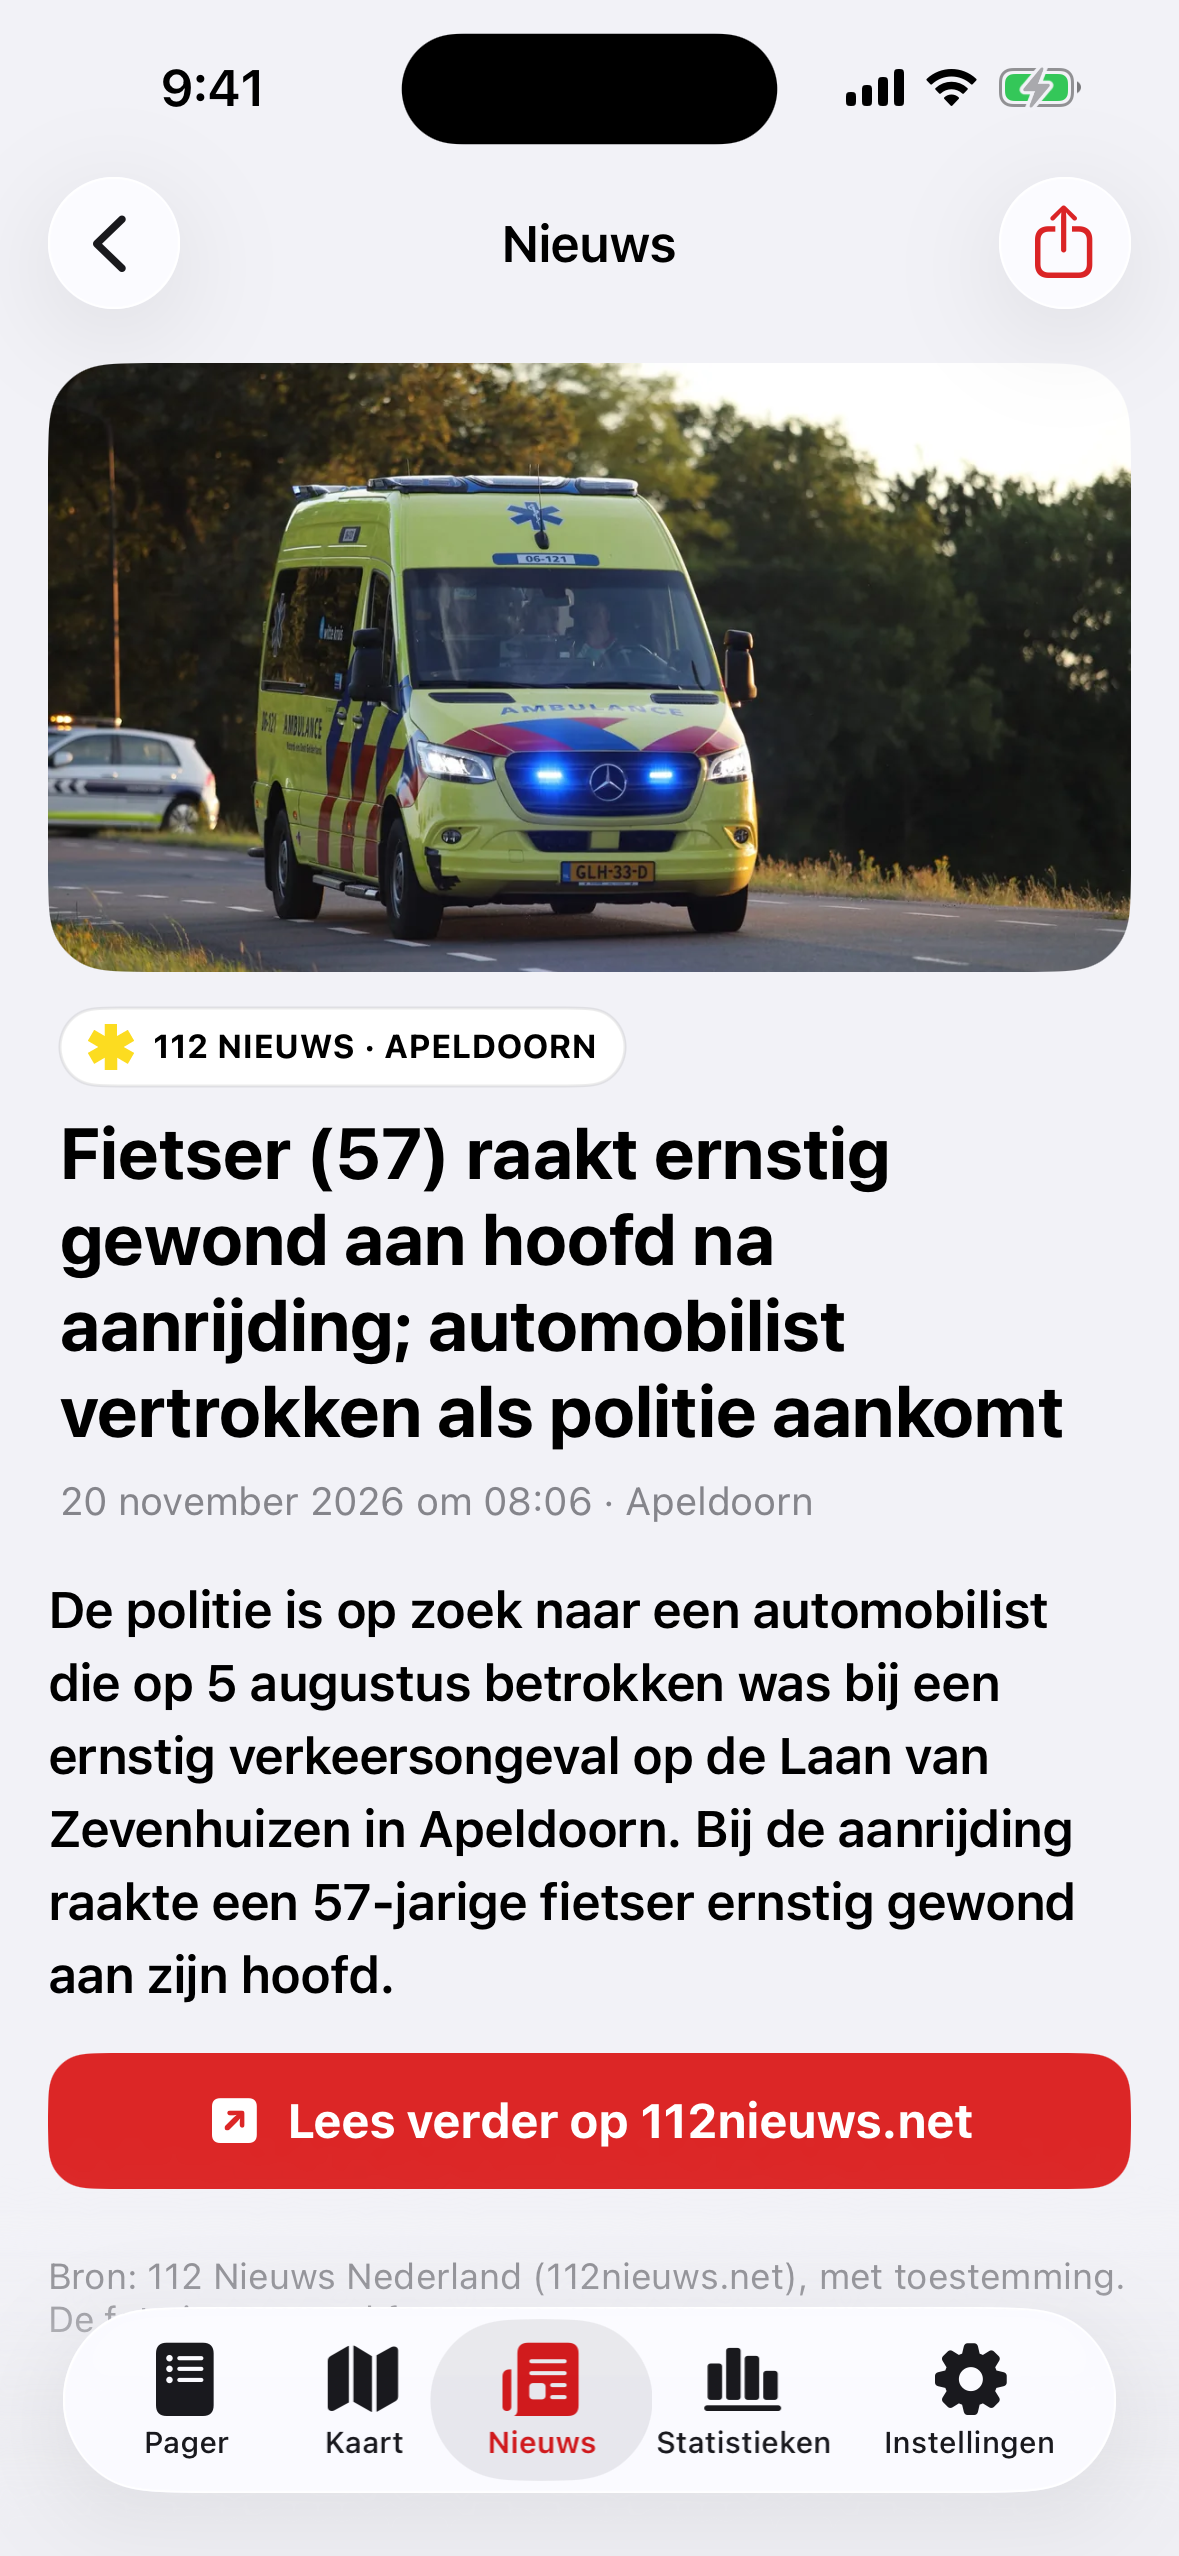 9:41
Nieuws
06-121
AMBULANCE
06-121 AMBULANCE
GLH-33-D
112 NIEUWS · APELDOORN
Fietser (57) raakt ernstig
gewond aan hoofd na
aanrijding; automobilist
vertrokken als politie aankomt
20 november 2026 om 08:06 · Apeldoorn
De politie is op zoek naar een automobilist
die op 5 augustus betrokken was bij een
ernstig verkeersongeval op de Laan van
Zevenhuizen in Apeldoorn. Bij de aanrijding
raakte een 57-jarige fietser ernstig gewond
aan zijn hoofd.
Lees verder op 112nieuws.net
Bron: 112 Nieuws Nederland (112nieuws.net), met toestemming.
De
Pager
Kaart
Nieuws
Statistieken
Instellingen